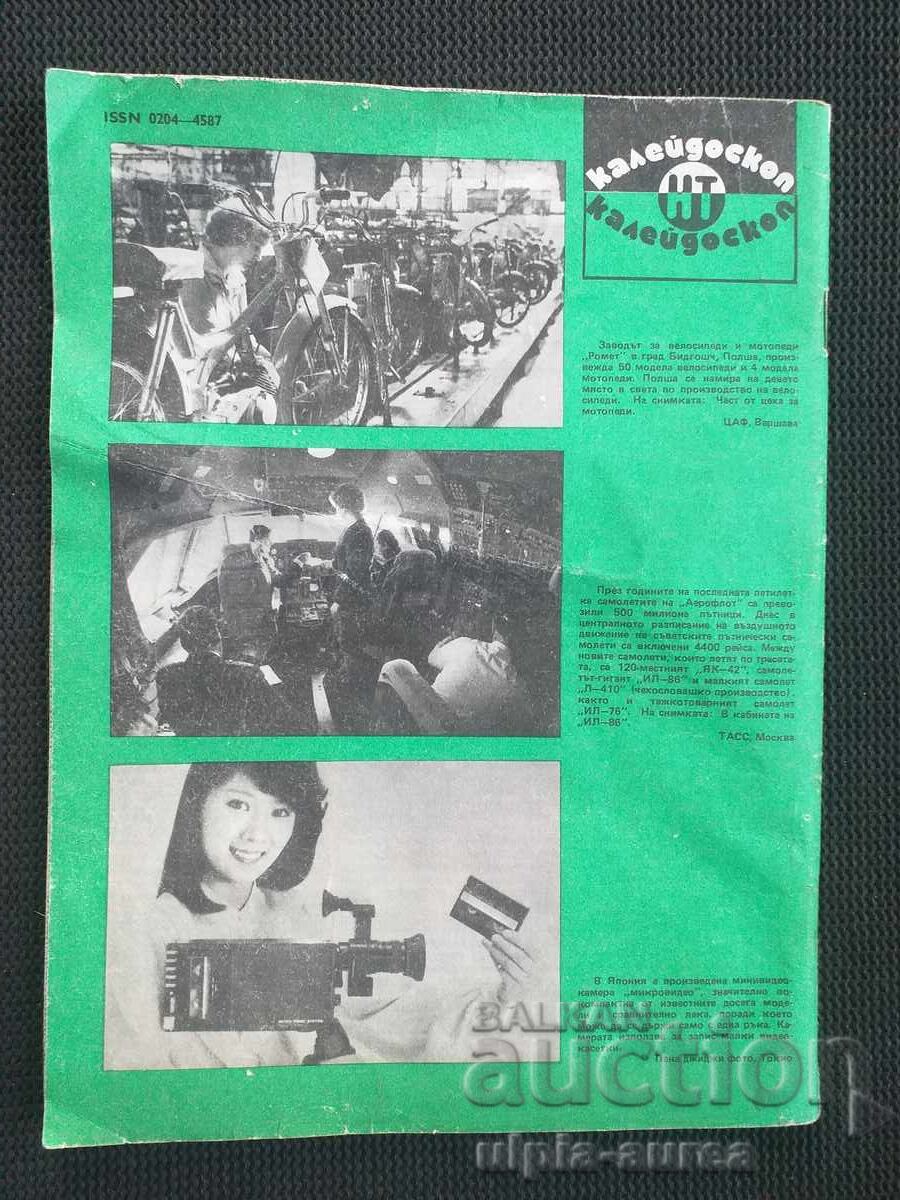 ISSN 0204—4587
калейдоскоп
НТ
калейдоскоп
Заводът за велосипеди и мотопеди
„Ромет" в град Бидгошч, Полша, произ-
вежда 50 модела велосипеди и 4 модела
мотопеди. Полша се намира на девето
място в света по производство на вело-
сипеди. На снимката: Част от цеха за
мотопеди.
ЦАФ, Варшава
През годините на последната петилет-
ка самолетите на „Аерофлот" са прево-
зили 500 милиона пътници. Днес в
централното разписание на въздушното
движение на съветските пътнически са-
молети са включени 4400 рейса. Между
новите самолети, които летят по трасета-
та, са 120-местният „ЯК—42", самоле-
тът-гигант „ИЛ—86" и малкият самолет
„Л—410" (чехословашко производство),
както и тежкотоварният самолет
„ИЛ—76". На снимката: В кабината на
„ИЛ—86".
ТАСС, Москва
В Япония е произведена минивидео-
камера „микровидео", значително по-
компактна от известните досега моде-
ли и сравнително лека, поради което
може да се държи само с една ръка. Ка-
мерата използва за запис малки видео-
касетки.
Пана джиджи фото, Токио
BALKAN
auction
ulpia-aurea